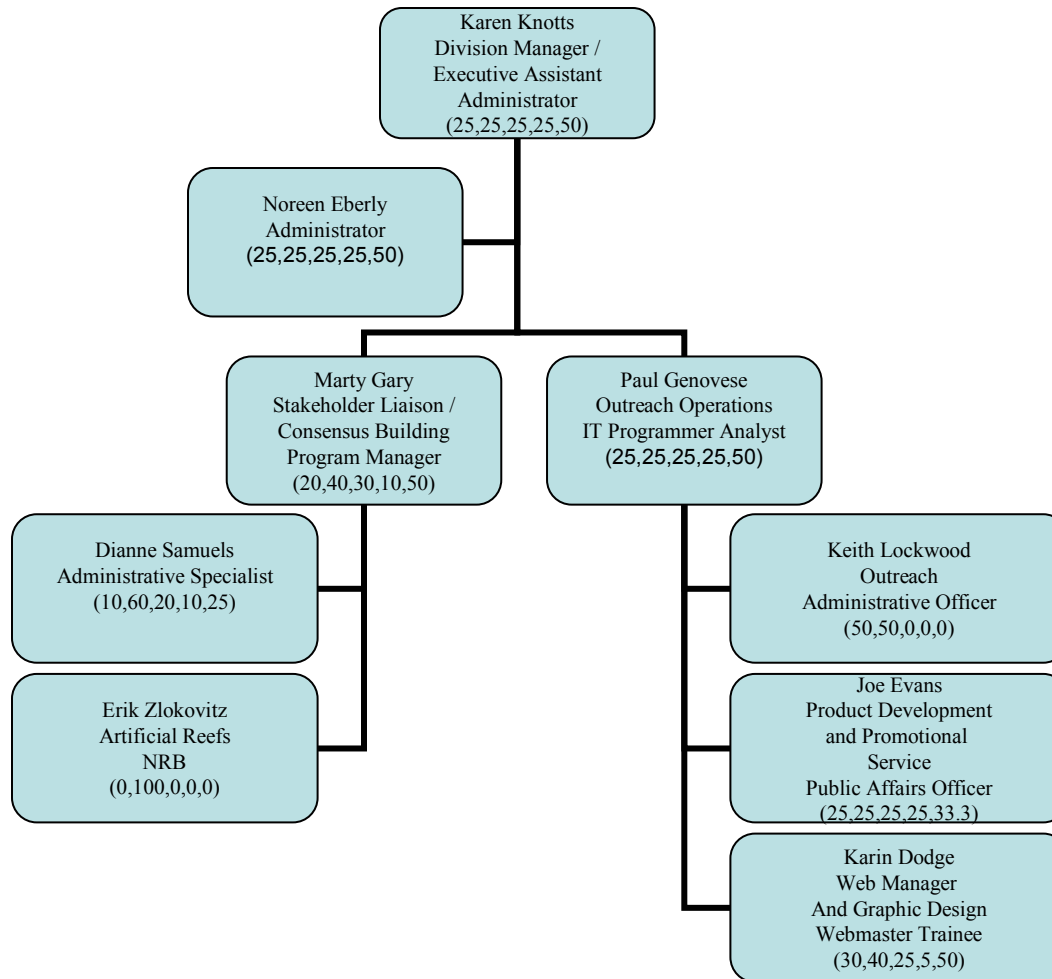 Karen Knotts
Division Manager /
Executive Assistant
Administrator
(25,25,25,25,50)
Noreen Eberly
Administrator
(25,25,25,25,50)
Marty Gary
Stakeholder Liaison /
Consensus Building
Program Manager
(20,40,30,10,50)
Paul Genovese
Outreach Operations
IT Programmer Analyst
(25,25,25,25,50)
Dianne Samuels
Administrative Specialist
(10,60,20,10,25)
Erik Zlokovitz
Artificial Reefs
NRB
(0,100,0,0,0)
Keith Lockwood
Outreach
Administrative Officer
(50,50,0,0,0)
Joe Evans
Product Development
and Promotional
Service
Public Affairs Officer
(25,25,25,25,33.3)
Karin Dodge
Web Manager
And Graphic Design
Webmaster Trainee
(30,40,25,5,50)